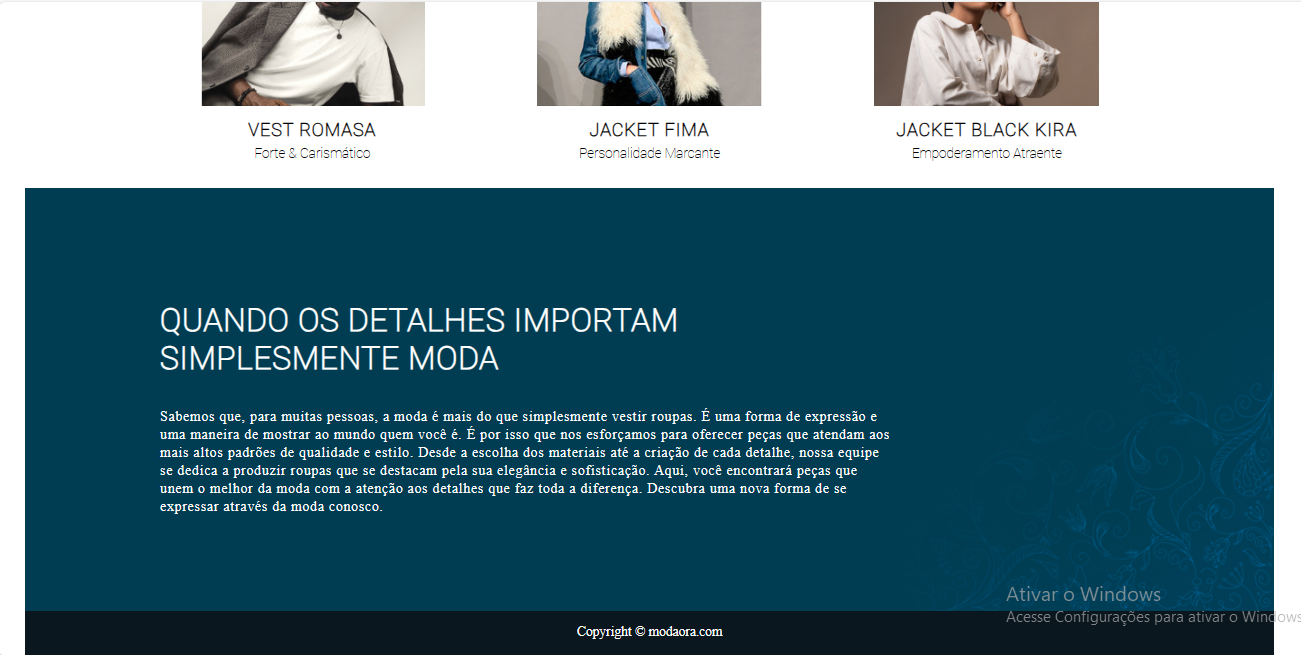 VEST ROMASA
Forte & Carismático
JACKET FIMA
Personalidade Marcante
JACKET BLACK KIRA
Empoderamento Atraente
QUANDO OS DETALHES IMPORTAM
SIMPLESMENTE MODA
Sabemos que, para muitas pessoas, a moda é mais do que simplesmente vestir roupas. É uma forma de expressão e
uma maneira de mostrar ao mundo quem você é. É por isso que nos esforçamos para oferecer peças que atendam aos
mais altos padrões de qualidade e estilo. Desde a escolha dos materiais até a criação de cada detalhe, nossa equipe
se dedica a produzir roupas que se destacam pela sua elegância e sofisticação. Aqui, você encontrará peças que
unem o melhor da moda com a atenção aos detalhes que faz toda a diferença. Descubra uma nova forma de se
expressar através da moda conosco.
Ativar o Windows
Acesse Configurações para ativar o Windows
Copyright © modaora.com